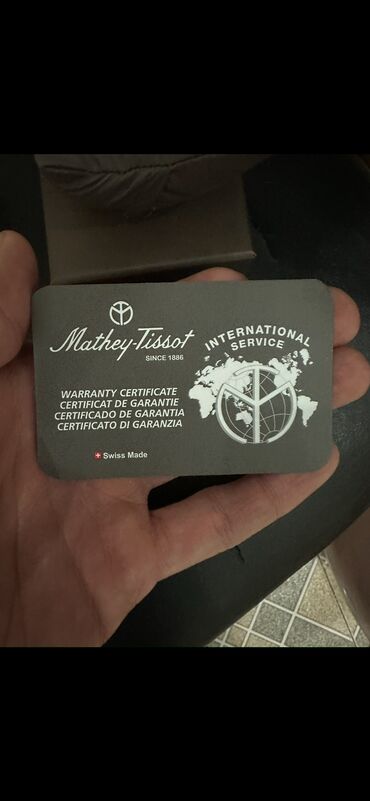 Mathey-Tissot
SINCE 1886
INTERNATIONAL
SERVICE
WARRANTY CERTIFICATE
CERTIFICAT DE GARANTIE
CERTIFICADO DE GARANTIA
CERTIFICATO DI GARANZIA
Swiss Made